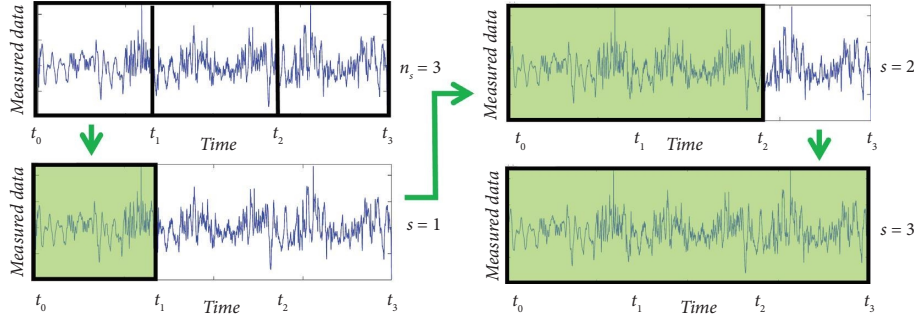 Measured data
n_s = 3
t_0 t_1 Time t_2 t_3
Measured data
s = 1
t_0 t_1 Time t_2 t_3
Measured data
s = 2
t_0 t_1 Time t_2 t_3
Measured data
s = 3
t_0 t_1 Time t_2 t_3